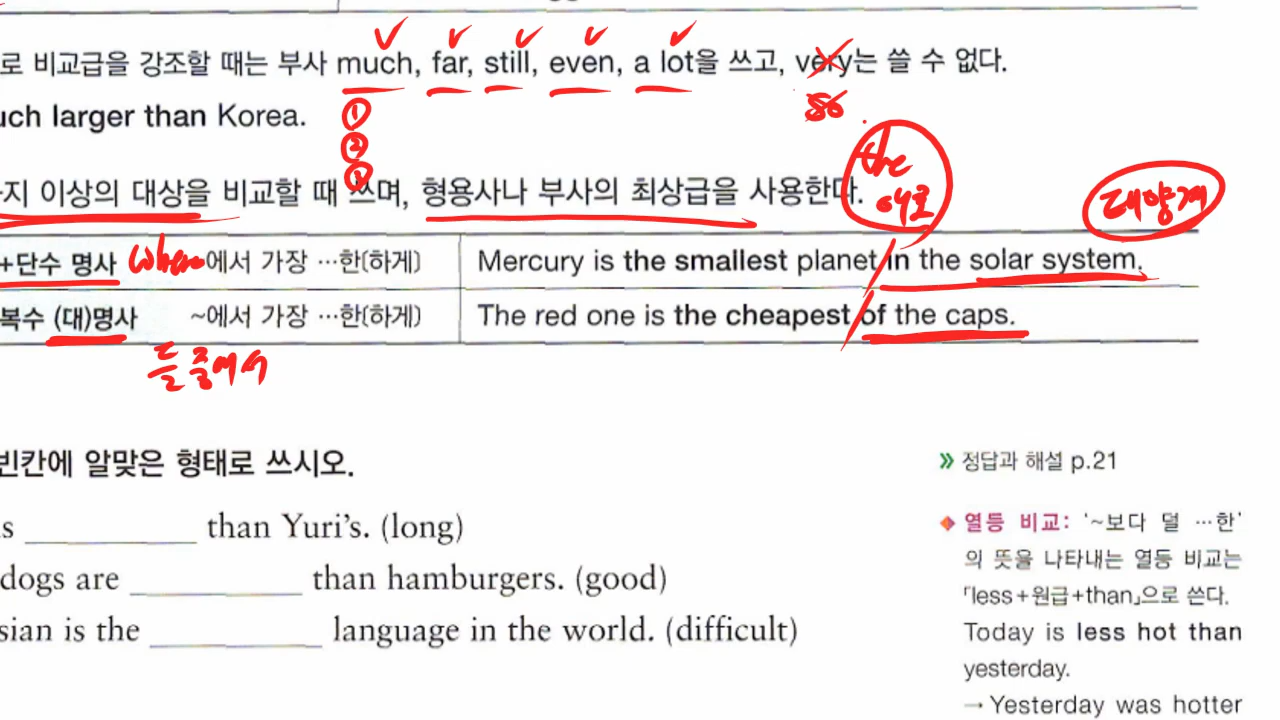 로 비교급을 강조할 때는 부사 much, far, still, even, a lot을 쓰고, very는 쓸 수 없다.
so
uch larger than Korea.
①
②
the
가지 이상의 대상을 비교할 때 쓰며, 형용사나 부사의 최상급을 사용한다.
태양계
+단수 명사 where ~에서 가장 …한(하게) Mercury is the smallest planet in the solar system.
복수 (대)명사 ~에서 가장 …한(하게) The red one is the cheapest of the caps.
들 중에서
빈칸에 알맞은 형태로 쓰시오.
s ________ than Yuri's. (long)
dogs are ________ than hamburgers. (good)
sian is the ________ language in the world. (difficult)
» 정답과 해설 p.21
◆ 열등 비교: '~보다 덜 …한'
의 뜻을 나타내는 열등 비교는
「less+원급+than」으로 쓴다.
Today is less hot than
yesterday.
→ Yesterday was hotter